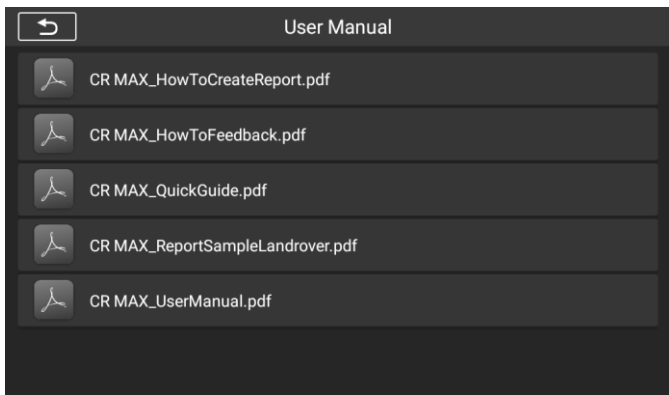 User Manual
CR MAX_HowToCreateReport.pdf
CR MAX_HowToFeedback.pdf
CR MAX_QuickGuide.pdf
CR MAX_ReportSampleLandrover.pdf
CR MAX_UserManual.pdf